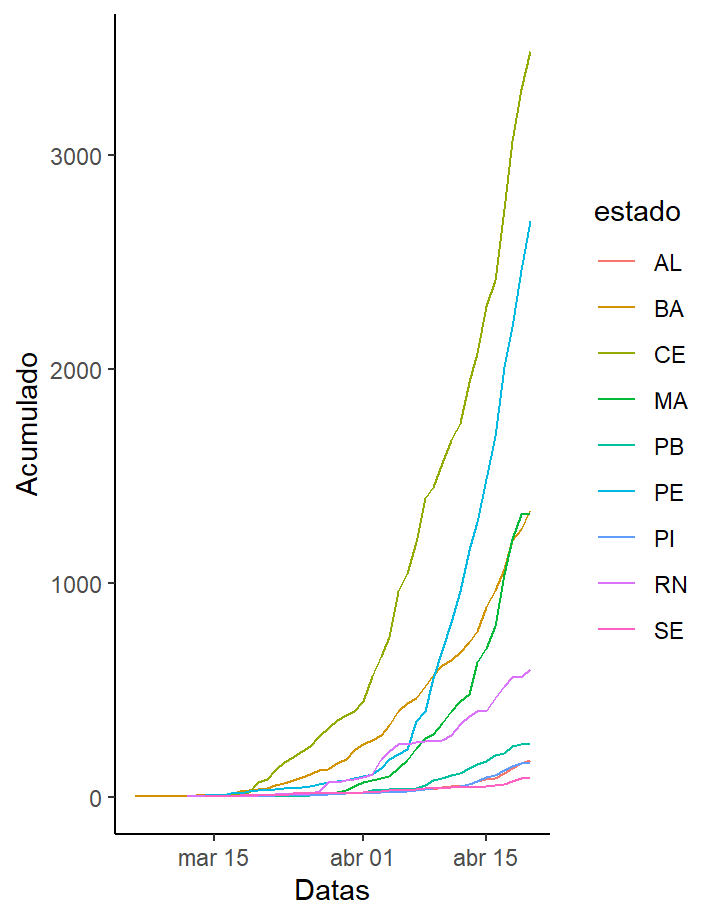 Acumulado
3000
2000
1000
0
mar 15
abr 01
abr 15
Datas
estado
AL
BA
CE
MA
PB
PE
PI
RN
SE